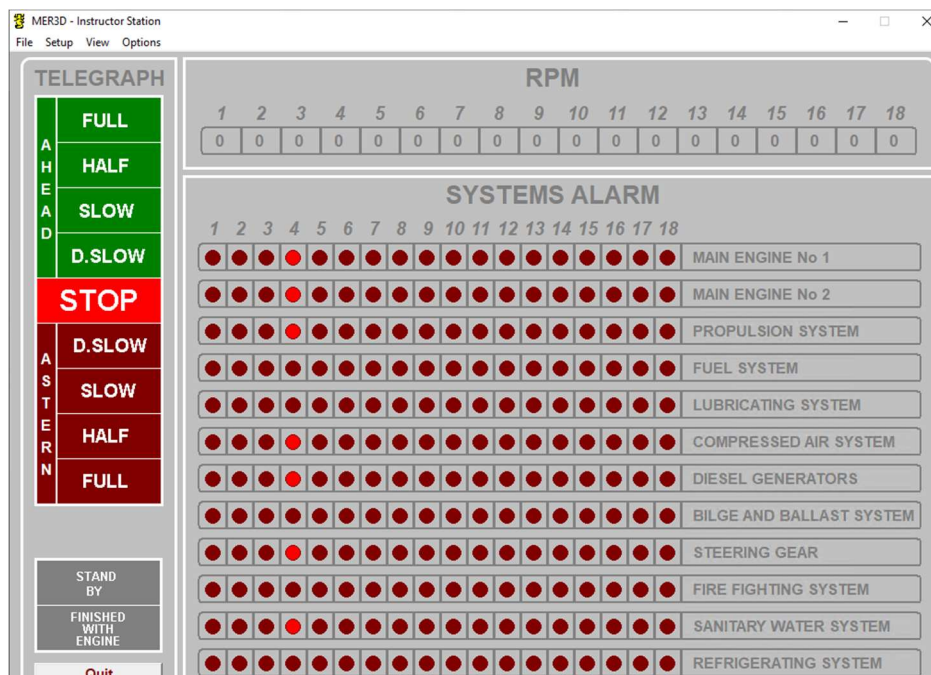 MER3D - Instructor Station
File Setup View Options
TELEGRAPH
AHEAD
FULL
HALF
SLOW
D.SLOW
STOP
ASTERN
D.SLOW
SLOW
HALF
FULL
STAND
BY
FINISHED
WITH
ENGINE
Quit
RPM
1 2 3 4 5 6 7 8 9 10 11 12 13 14 15 16 17 18
0 0 0 0 0 0 0 0 0 0 0 0 0 0 0 0 0 0
SYSTEMS ALARM
1 2 3 4 5 6 7 8 9 10 11 12 13 14 15 16 17 18
MAIN ENGINE No 1
MAIN ENGINE No 2
PROPULSION SYSTEM
FUEL SYSTEM
LUBRICATING SYSTEM
COMPRESSED AIR SYSTEM
DIESEL GENERATORS
BILGE AND BALLAST SYSTEM
STEERING GEAR
FIRE FIGHTING SYSTEM
SANITARY WATER SYSTEM
REFRIGERATING SYSTEM